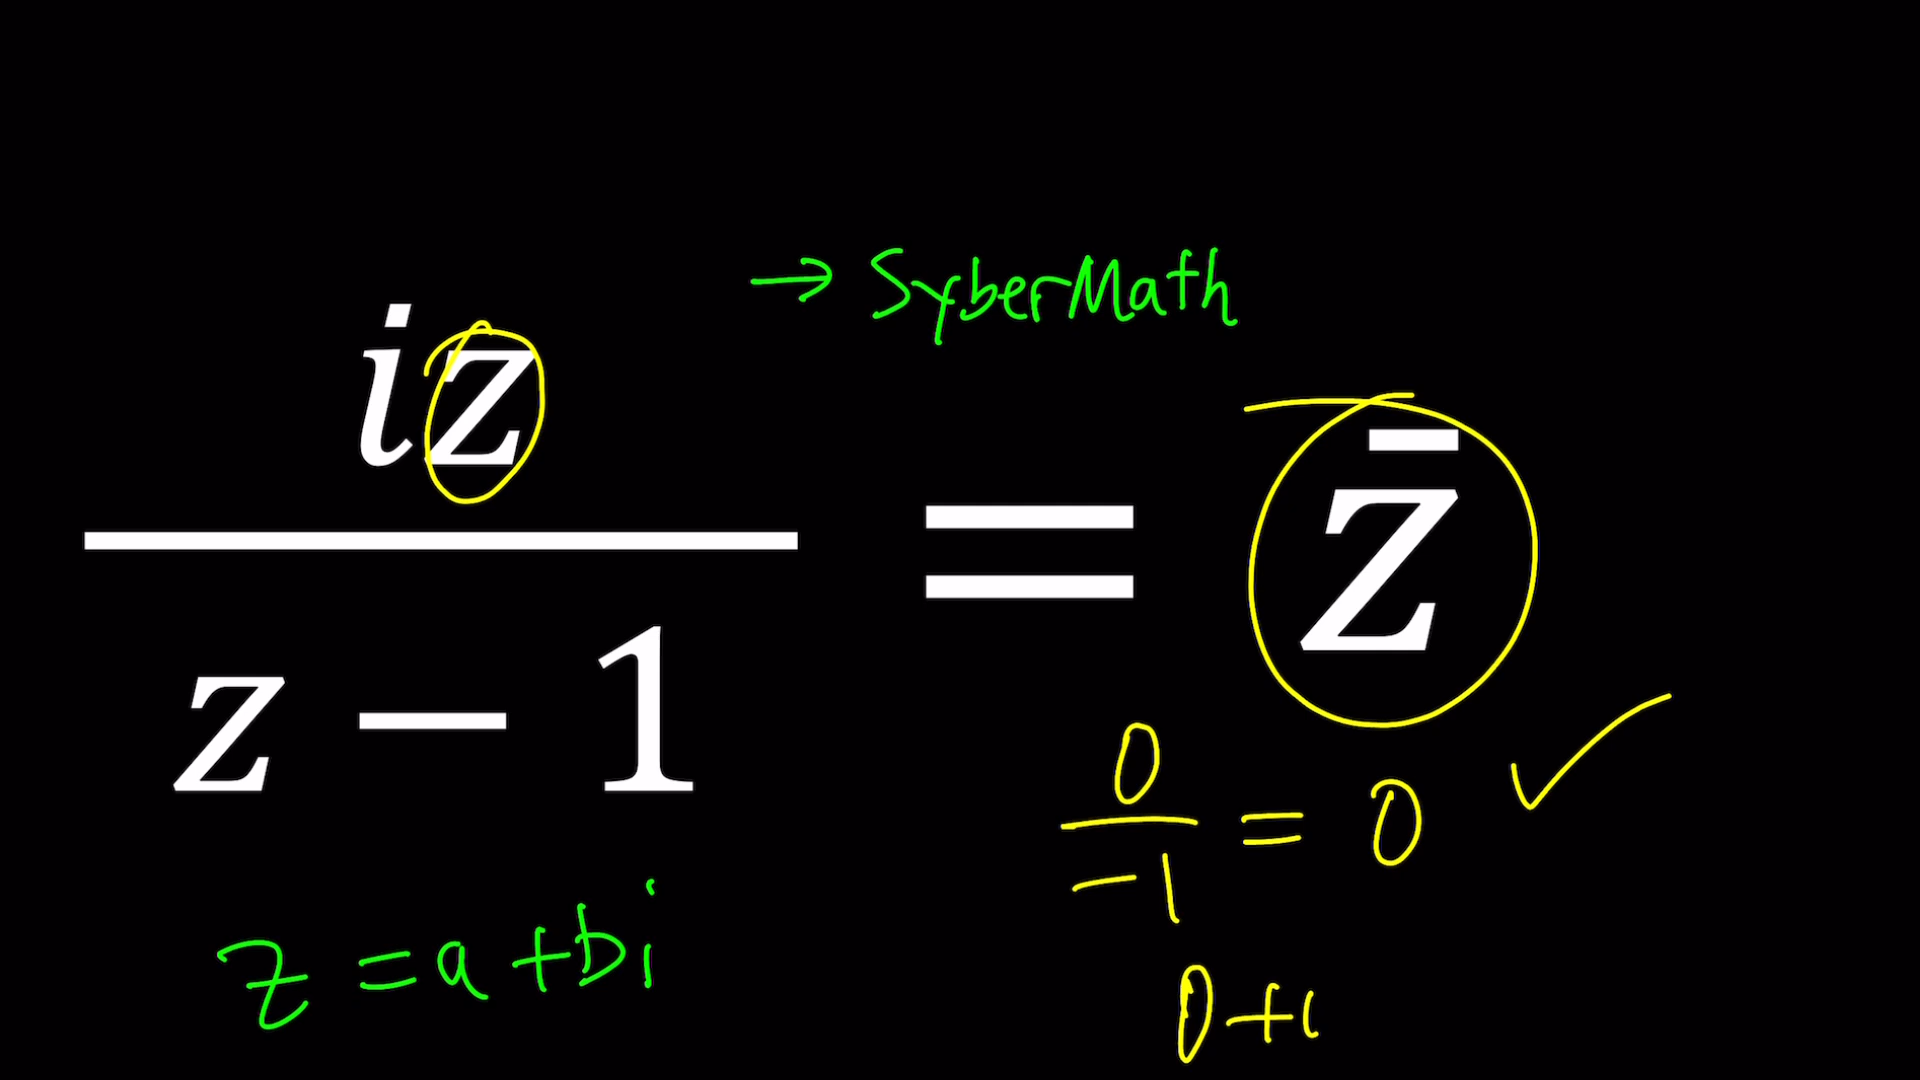 → SyberMath
iz / (z − 1) = z̄
0 / −1 = 0 ✓
z = a + bi
0 + i